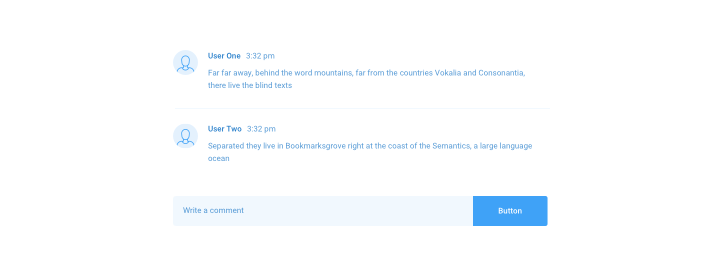 User One 3:32 pm
Far far away, behind the word mountains, far from the countries Vokalia and Consonantia,
there live the blind texts
User Two 3:32 pm
Separated they live in Bookmarksgrove right at the coast of the Semantics, a large language
ocean
Write a comment
Button